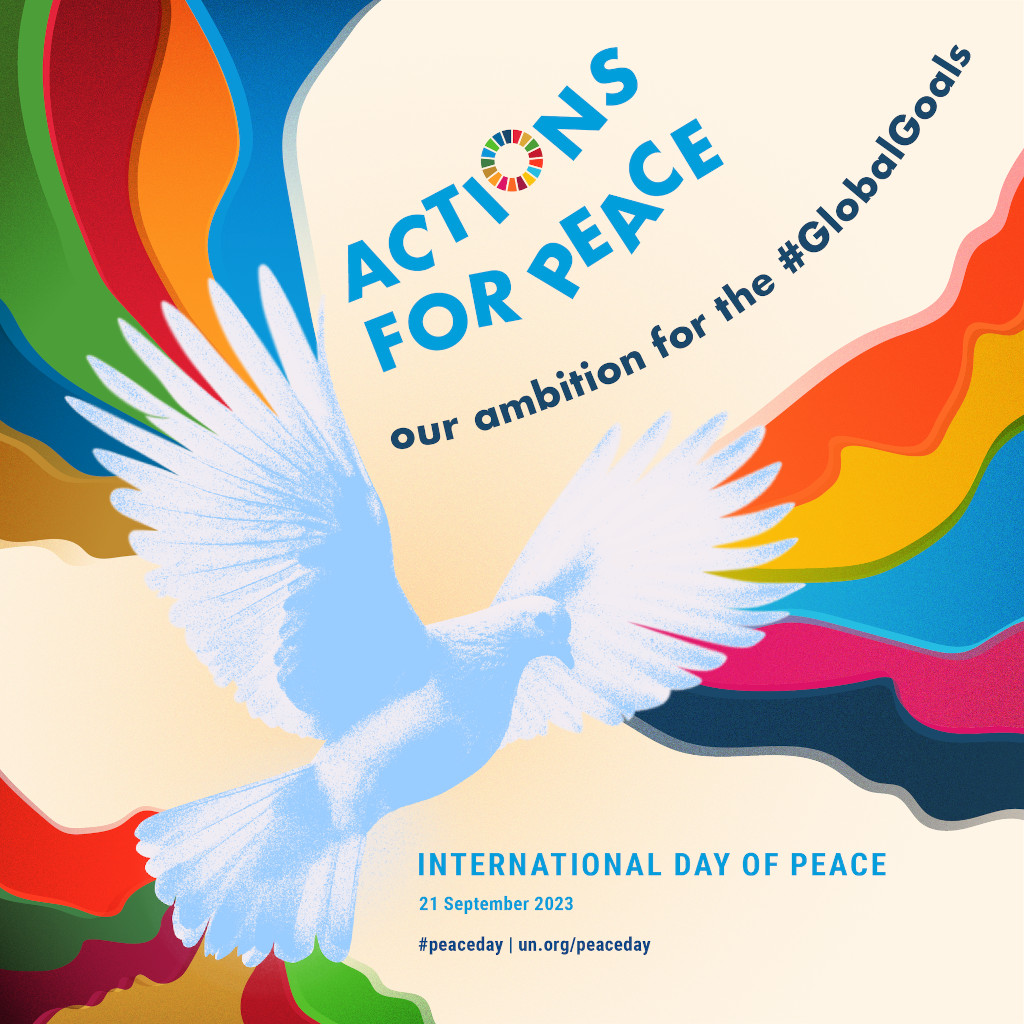 ACTIONS
FOR PEACE
our ambition for the #GlobalGoals
INTERNATIONAL DAY OF PEACE
21 September 2023
#peaceday | un.org/peaceday